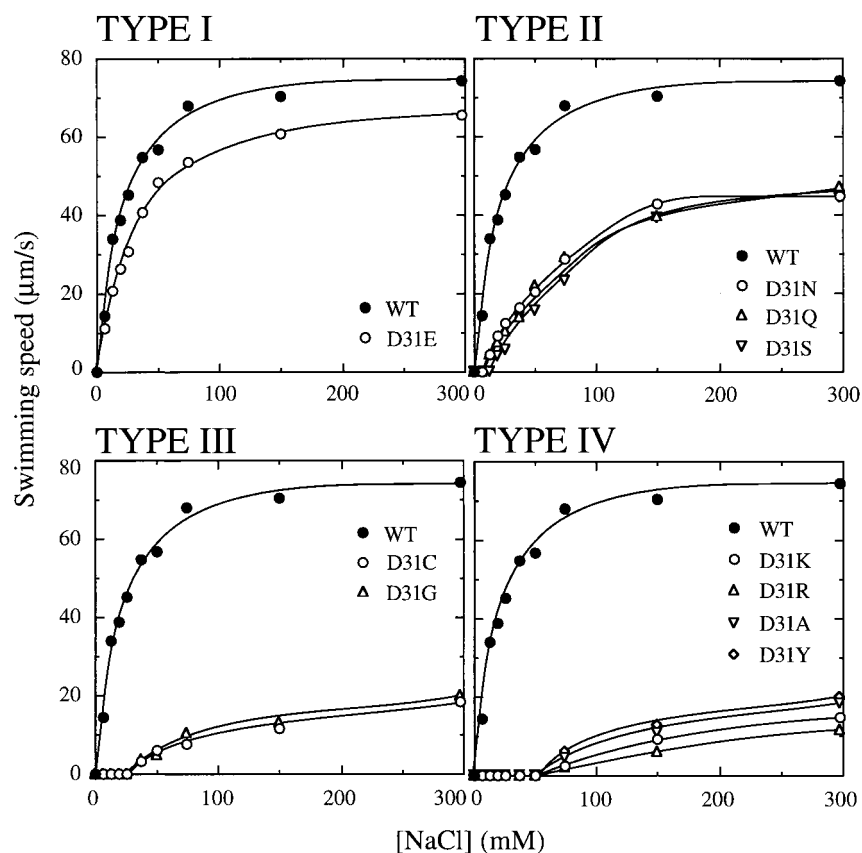 TYPE I
TYPE II
80
60
40
20
0
WT
D31E
0 100 200 300
WT
D31N
D31Q
D31S
0 100 200 300
Swimming speed (μm/s)
TYPE III
TYPE IV
80
60
40
20
0
WT
D31C
D31G
0 100 200 300
WT
D31K
D31R
D31A
D31Y
0 100 200 300
[NaCl] (mM)